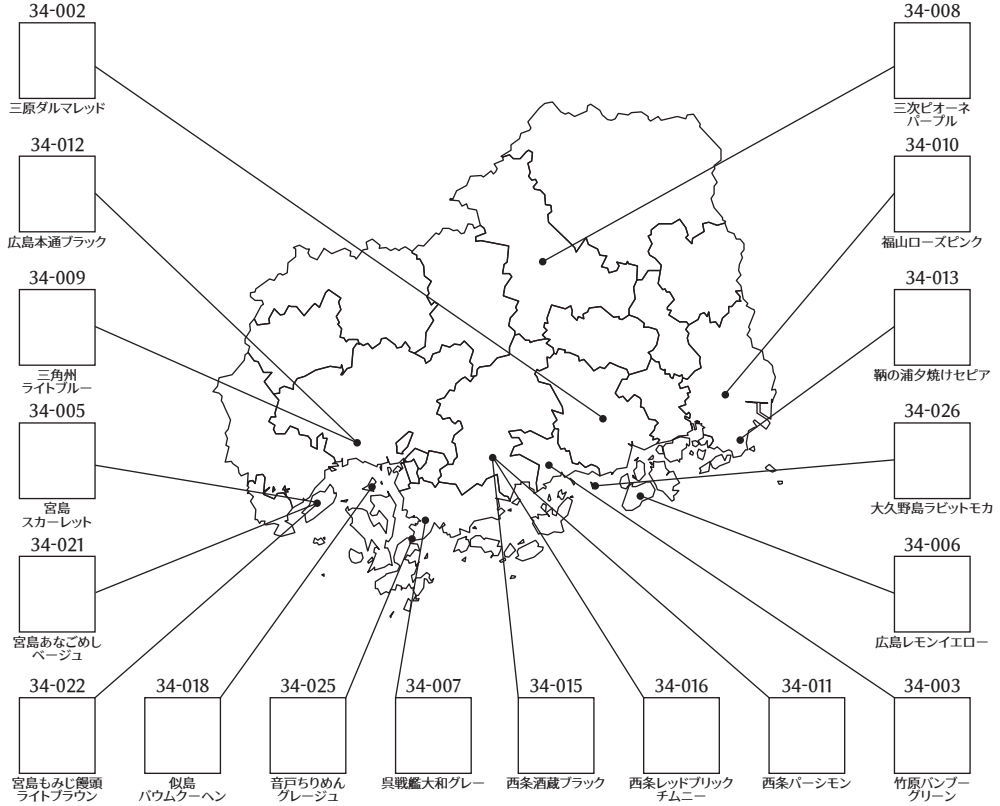 34-002
三原ダルマレッド
34-012
広島本通ブラック
34-009
三角州
ライトブルー
34-005
宮島
スカーレット
34-021
宮島あなごめし
ベージュ
34-022
宮島もみじ饅頭
ライトブラウン
34-018
似島
バウムクーヘン
34-025
音戸ちりめん
グレージュ
34-007
呉戦艦大和グレー
34-015
西条酒蔵ブラック
34-016
西条レッドブリック
チムニー
34-011
西条パーシモン
34-003
竹原バンブー
グリーン
34-008
三次ピオーネ
パープル
34-010
福山ローズピンク
34-013
鞆の浦夕焼けセピア
34-026
大久野島ラビットモカ
34-006
広島レモンイエロー